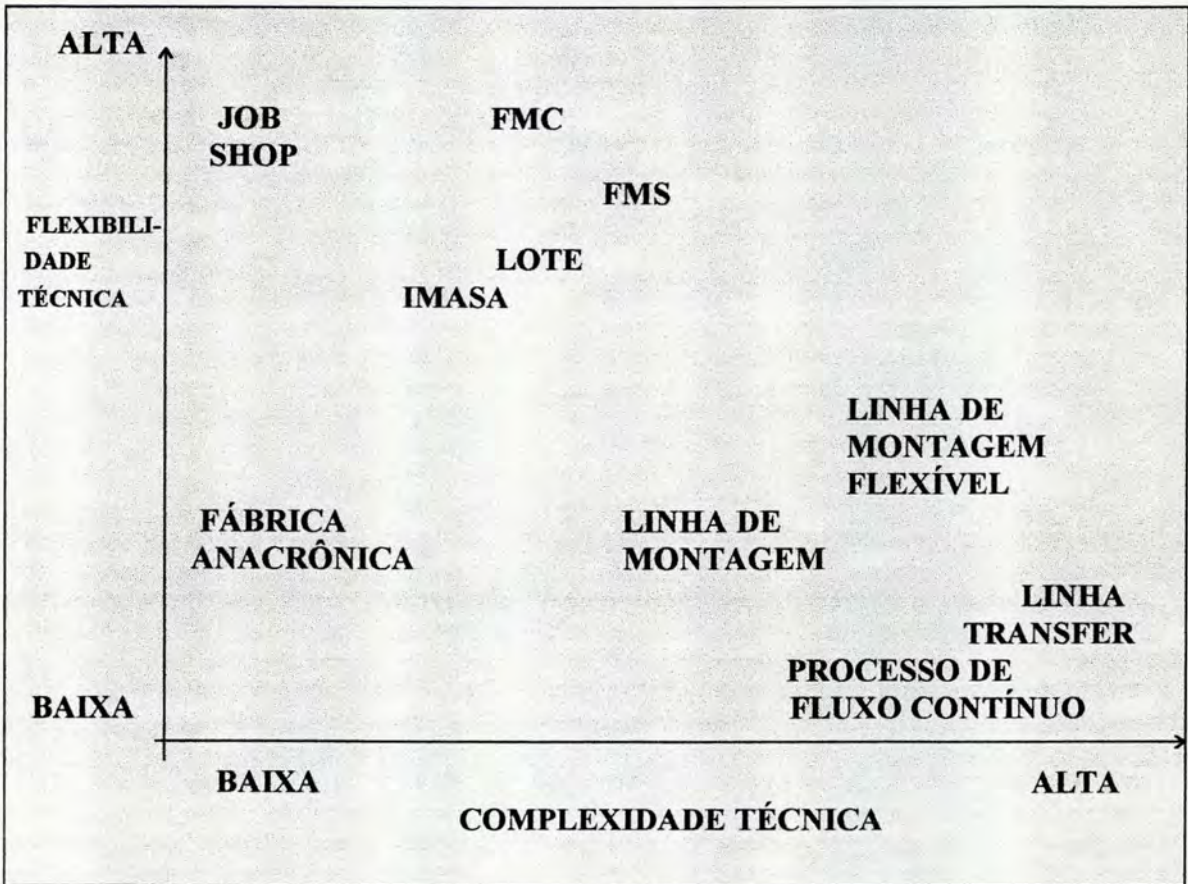 ALTA
JOB
SHOP
FMC
FMS
FLEXIBILI-
DADE
TÉCNICA
LOTE
IMASA
LINHA DE
MONTAGEM
FLEXÍVEL
FÁBRICA
ANACRÔNICA
LINHA DE
MONTAGEM
LINHA
TRANSFER
PROCESSO DE
FLUXO CONTÍNUO
BAIXA
BAIXA
ALTA
COMPLEXIDADE TÉCNICA